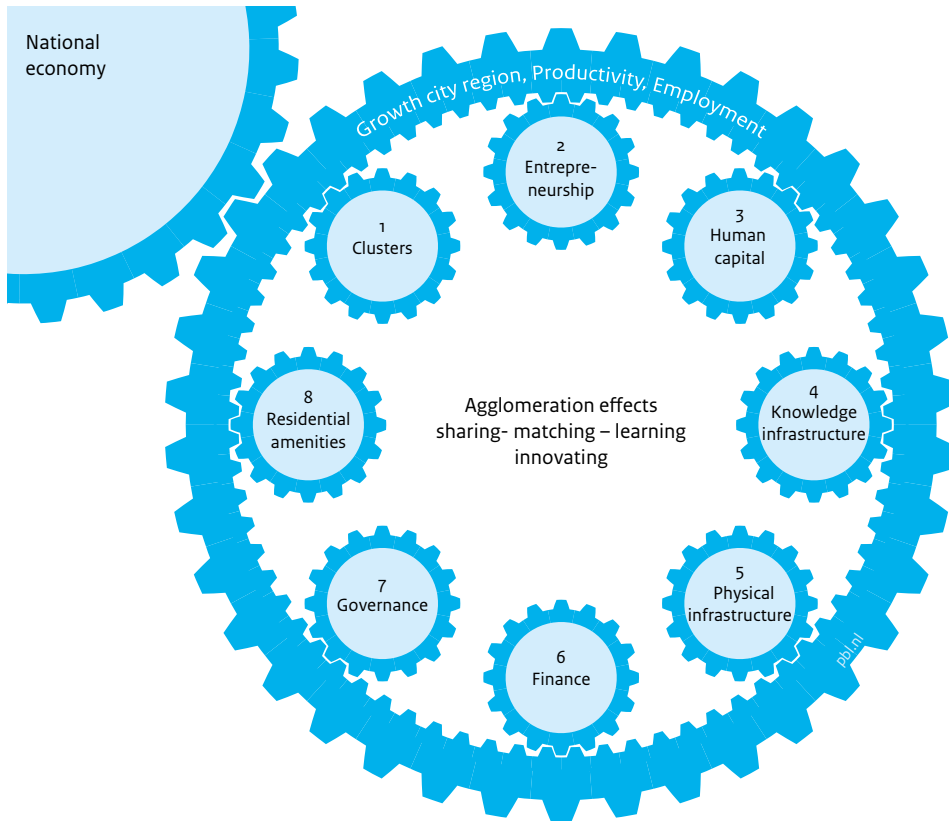 National
economy
Growth city region, Productivity, Employment
1
Clusters
2
Entrepre-
neurship
3
Human
capital
4
Knowledge
infrastructure
5
Physical
infrastructure
6
Finance
7
Governance
8
Residential
amenities
Agglomeration effects
sharing- matching – learning
innovating
pbl.nl